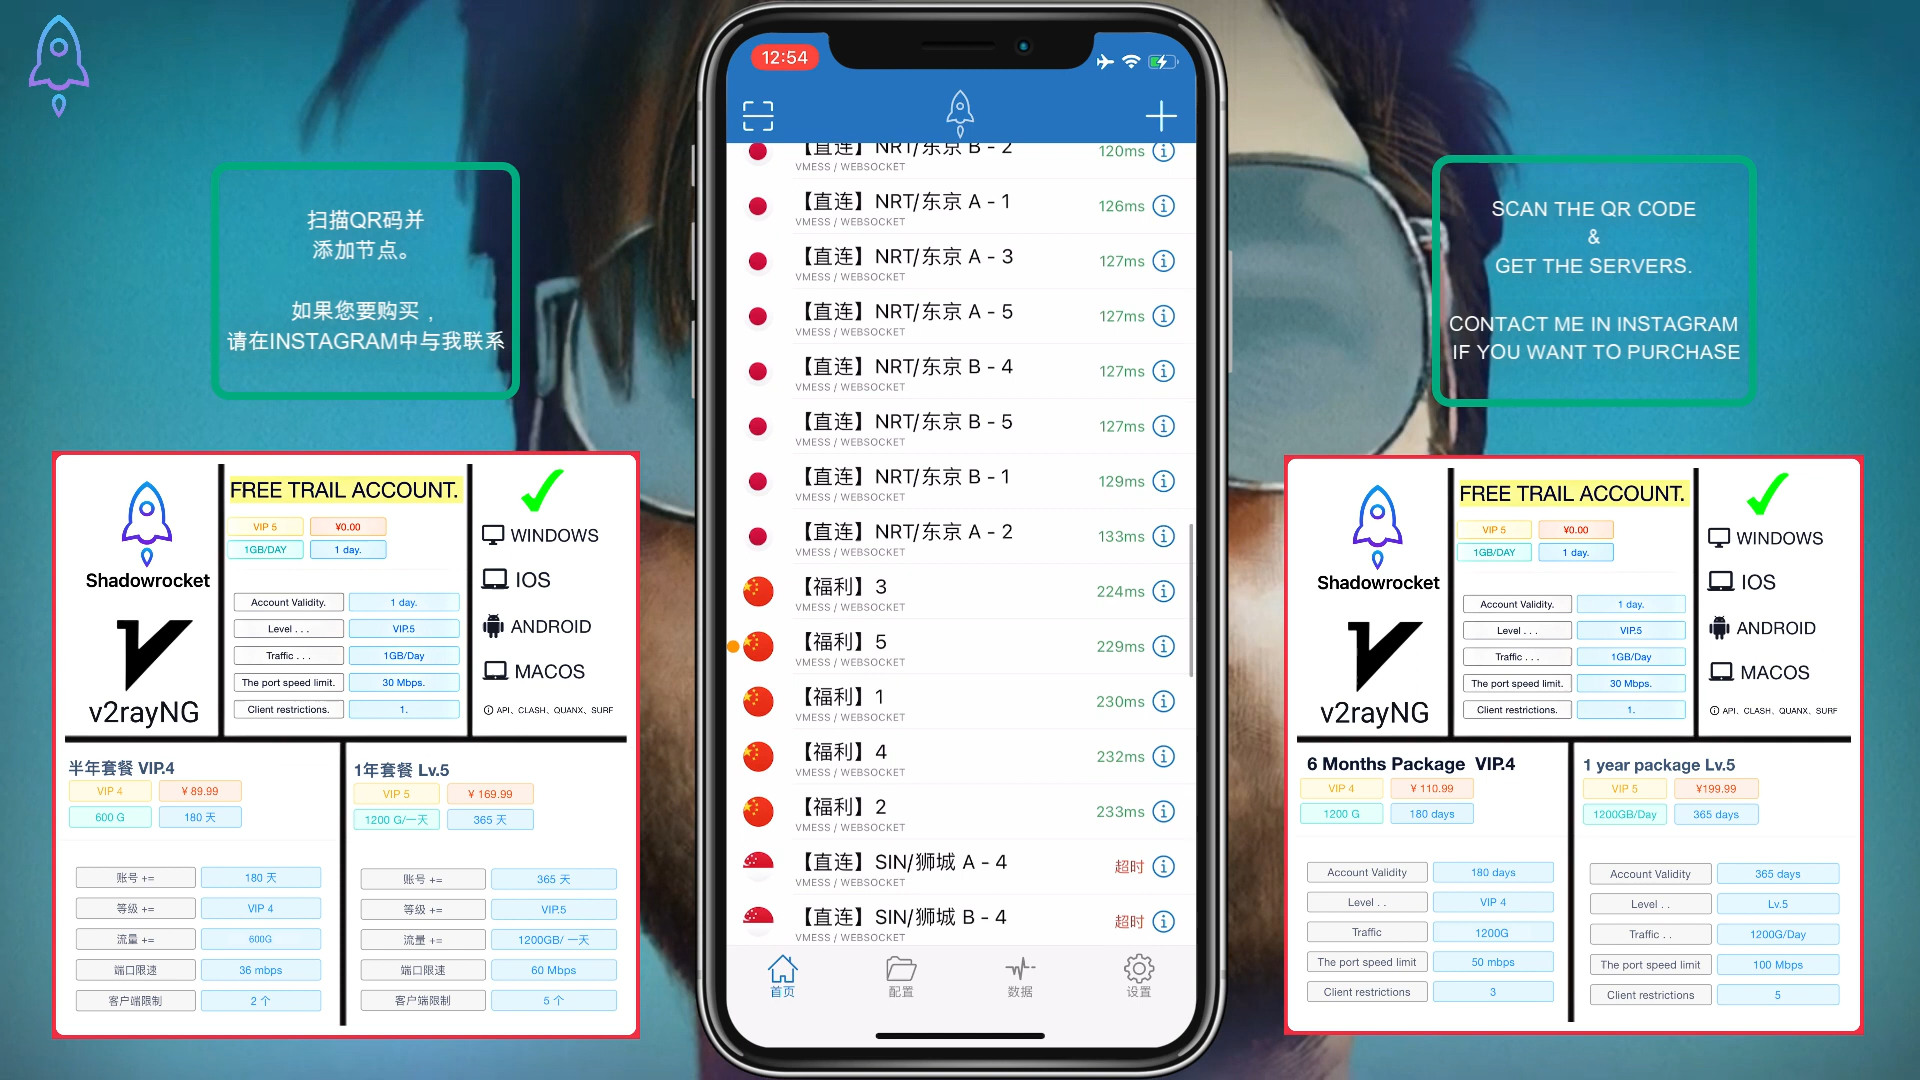 扫描QR码并
添加节点。
如果您要购买，
请在INSTAGRAM中与我联系
FREE TRAIL ACCOUNT.
VIP 5
¥0.00
1GB/DAY
1 day.
Shadowrocket
v2rayNG
Account Validity.
1 day.
Level . . .
VIP.5
Traffic . . .
1GB/Day
The port speed limit.
30 Mbps.
Client restrictions.
1.
WINDOWS
IOS
ANDROID
MACOS
API、CLASH、QUANX、SURF
半年套餐 VIP.4
VIP 4
¥ 89.99
600 G
180 天
账号 +=
180 天
等级 +=
VIP 4
流量 +=
600G
端口限速
36 mbps
客户端限制
2 个
1年套餐 Lv.5
VIP 5
¥ 169.99
1200 G/一天
365 天
账号 +=
365 天
等级 +=
VIP.5
流量 +=
1200GB/ 一天
端口限速
60 Mbps
客户端限制
5 个
12:54
【直连】NRT/东京 B - 2
120ms
VMESS / WEBSOCKET
【直连】NRT/东京 A - 1
126ms
VMESS / WEBSOCKET
【直连】NRT/东京 A - 3
127ms
VMESS / WEBSOCKET
【直连】NRT/东京 A - 5
127ms
VMESS / WEBSOCKET
【直连】NRT/东京 B - 4
127ms
VMESS / WEBSOCKET
【直连】NRT/东京 B - 5
127ms
VMESS / WEBSOCKET
【直连】NRT/东京 B - 1
129ms
VMESS / WEBSOCKET
【直连】NRT/东京 A - 2
133ms
VMESS / WEBSOCKET
【福利】3
224ms
VMESS / WEBSOCKET
【福利】5
229ms
VMESS / WEBSOCKET
【福利】1
230ms
VMESS / WEBSOCKET
【福利】4
232ms
VMESS / WEBSOCKET
【福利】2
233ms
VMESS / WEBSOCKET
【直连】SIN/狮城 A - 4
超时
VMESS / WEBSOCKET
【直连】SIN/狮城 B - 4
超时
VMESS / WEBSOCKET
首页
配置
数据
设置
SCAN THE QR CODE
&
GET THE SERVERS.
CONTACT ME IN INSTAGRAM
IF YOU WANT TO PURCHASE
FREE TRAIL ACCOUNT.
VIP 5
¥0.00
1GB/DAY
1 day.
Shadowrocket
v2rayNG
Account Validity.
1 day.
Level . . .
VIP.5
Traffic . . .
1GB/Day
The port speed limit.
30 Mbps.
Client restrictions.
1.
WINDOWS
IOS
ANDROID
MACOS
API、CLASH、QUANX、SURF
6 Months Package VIP.4
VIP 4
¥ 110.99
1200 G
180 days
Account Validity
180 days
Level . .
VIP 4
Traffic
1200G
The port speed limit
50 mbps
Client restrictions
3
1 year package Lv.5
VIP 5
¥199.99
1200GB/Day
365 days
Account Validity
365 days
Level . .
Lv.5
Traffic . .
1200G/Day
The port speed limit
100 Mbps
Client restrictions
5